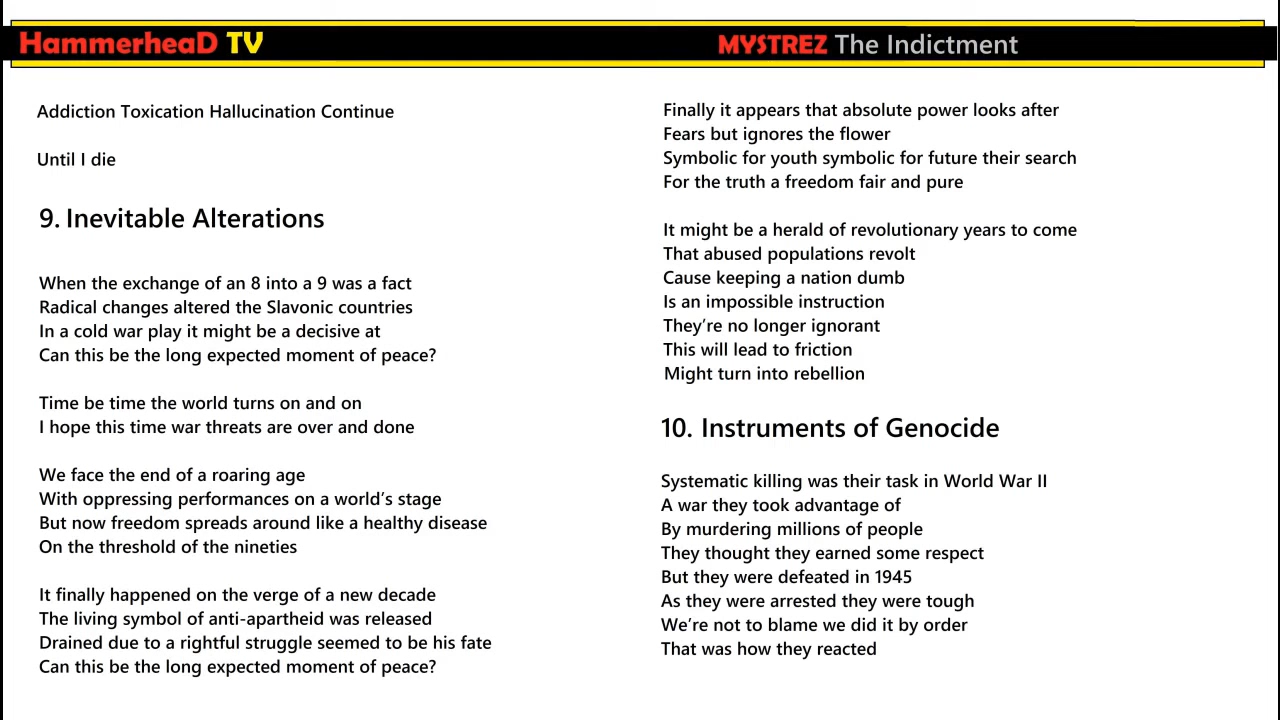 HammerheaD TV
MYSTREZ The Indictment
Addiction Toxication Hallucination Continue
Until I die
9. Inevitable Alterations
When the exchange of an 8 into a 9 was a fact
Radical changes altered the Slavonic countries
In a cold war play it might be a decisive at
Can this be the long expected moment of peace?
Time be time the world turns on and on
I hope this time war threats are over and done
We face the end of a roaring age
With oppressing performances on a world's stage
But now freedom spreads around like a healthy disease
On the threshold of the nineties
It finally happened on the verge of a new decade
The living symbol of anti-apartheid was released
Drained due to a rightful struggle seemed to be his fate
Can this be the long expected moment of peace?
Finally it appears that absolute power looks after
Fears but ignores the flower
Symbolic for youth symbolic for future their search
For the truth a freedom fair and pure
It might be a herald of revolutionary years to come
That abused populations revolt
Cause keeping a nation dumb
Is an impossible instruction
They're no longer ignorant
This will lead to friction
Might turn into rebellion
10. Instruments of Genocide
Systematic killing was their task in World War II
A war they took advantage of
By murdering millions of people
They thought they earned some respect
But they were defeated in 1945
As they were arrested they were tough
We're not to blame we did it by order
That was how they reacted